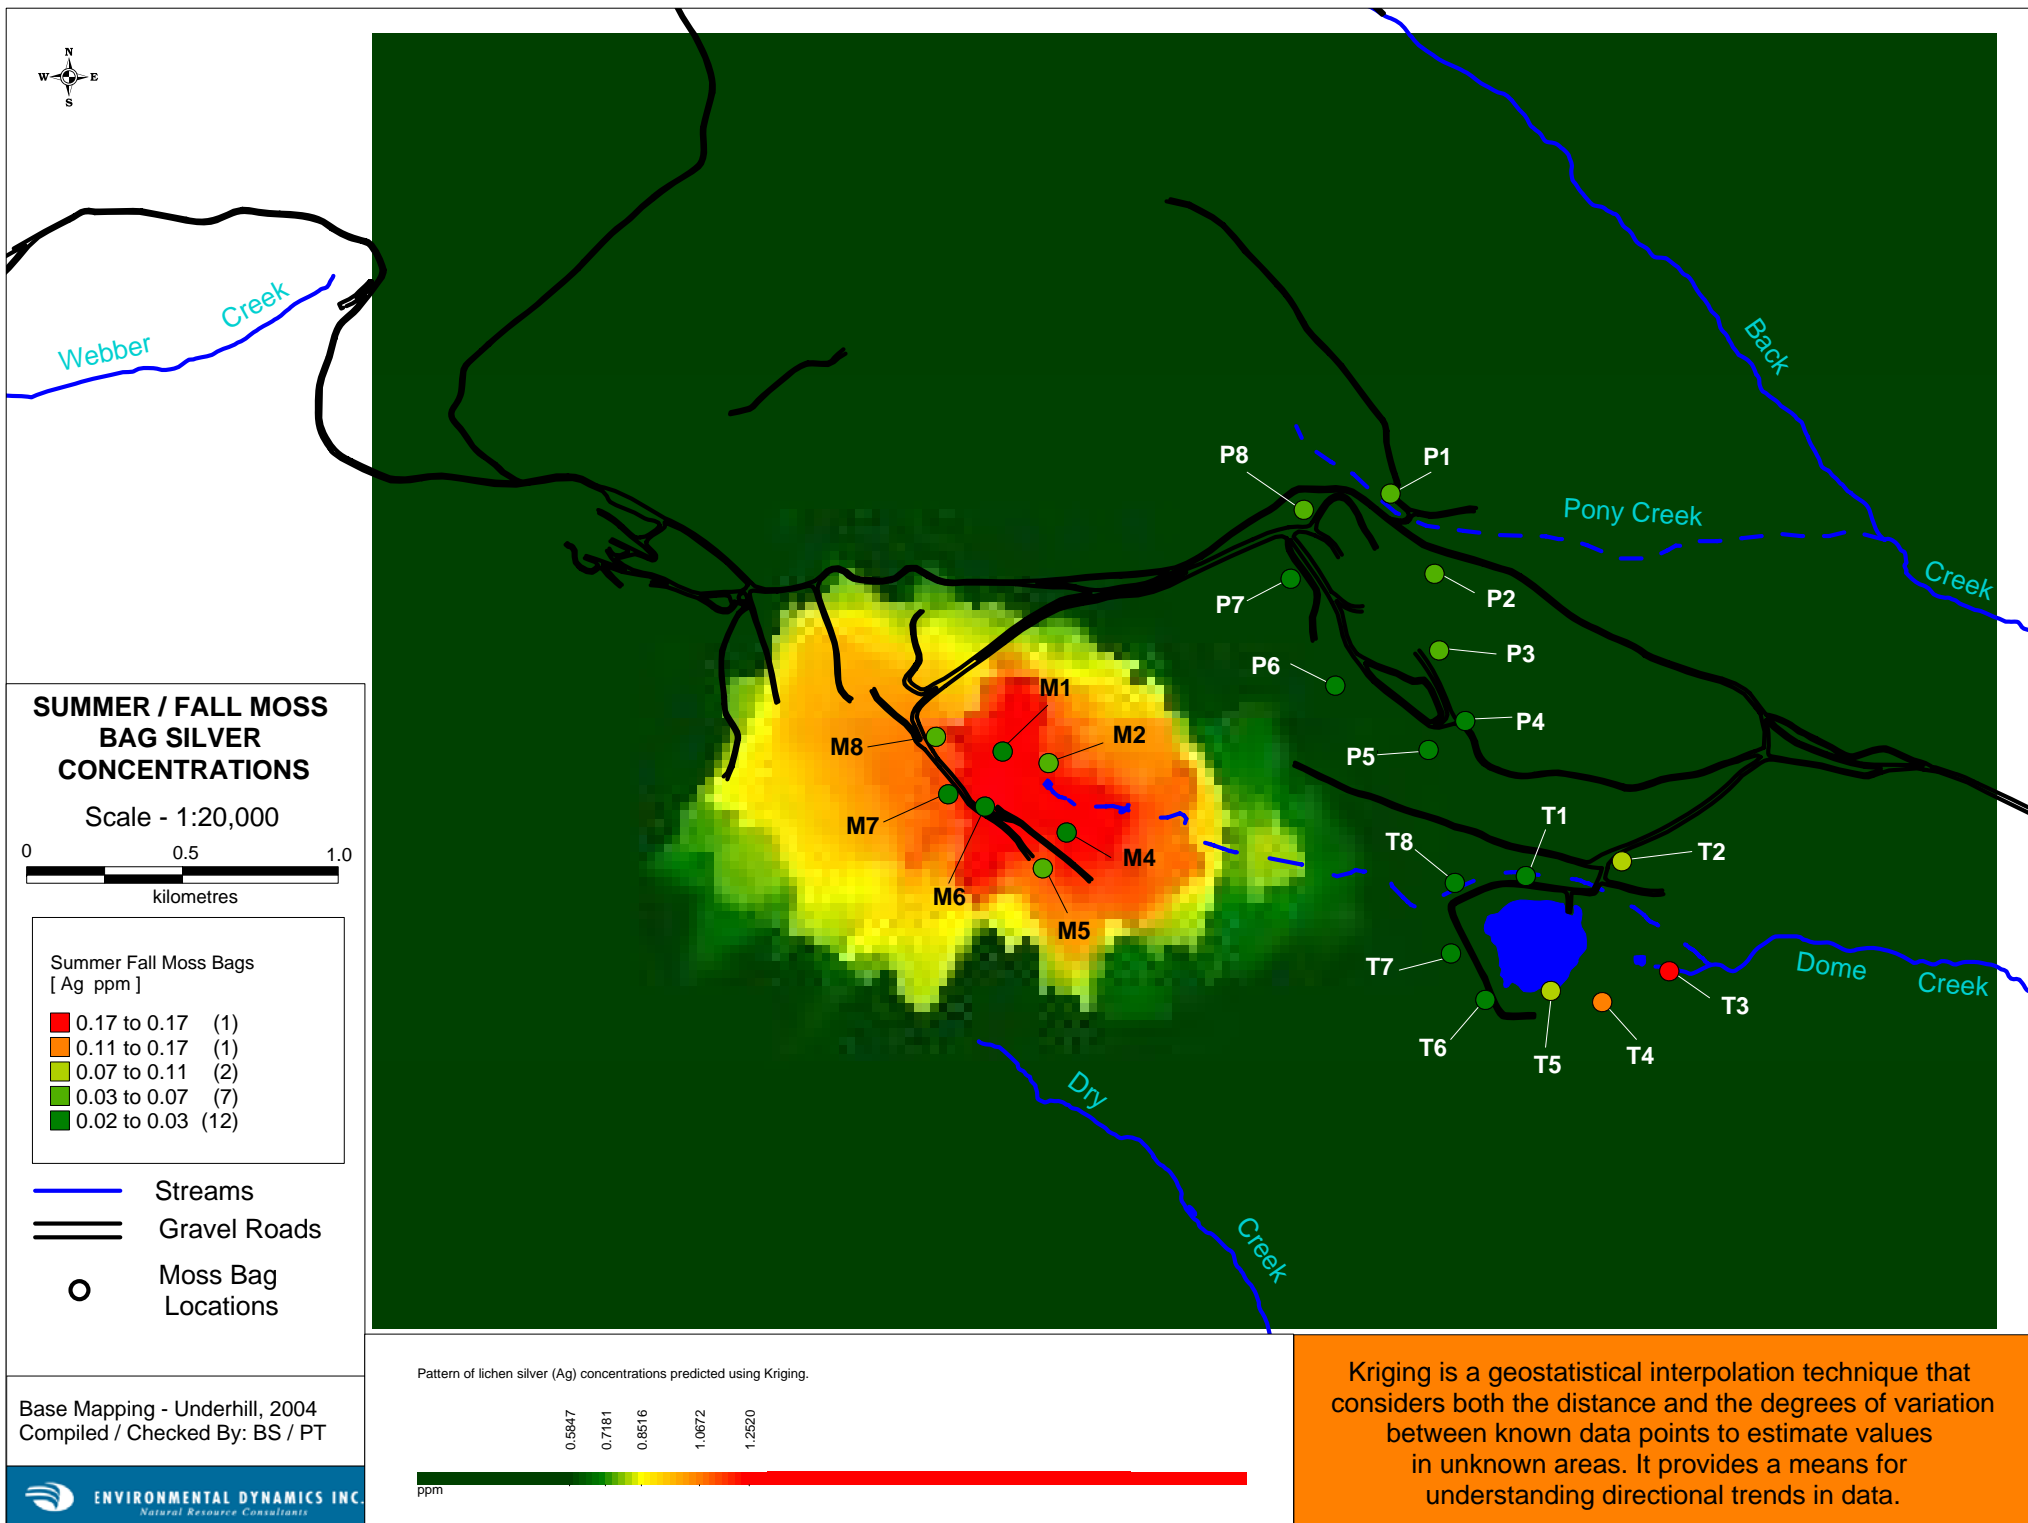 N
W E
S
Webber
Creek
Back
Creek
Pony Creek
P8
P1
P7
P2
P6
P3
P4
P5
M1
M8
M2
M7
M4
M6
M5
T8
T1
T2
T7
T3
T6
T5
T4
Dome
Creek
Dry
Creek
SUMMER / FALL MOSS
BAG SILVER
CONCENTRATIONS
Scale - 1:20,000
0 0.5 1.0
kilometres
Summer Fall Moss Bags
[ Ag ppm ]
0.17 to 0.17 (1)
0.11 to 0.17 (1)
0.07 to 0.11 (2)
0.03 to 0.07 (7)
0.02 to 0.03 (12)
Streams
Gravel Roads
Moss Bag
Locations
Base Mapping - Underhill, 2004
Compiled / Checked By: BS / PT
ENVIRONMENTAL DYNAMICS INC.
Natural Resource Consultants
Pattern of lichen silver (Ag) concentrations predicted using Kriging.
0.5847
0.7181
0.8516
1.0672
1.2520
ppm
Kriging is a geostatistical interpolation technique that
considers both the distance and the degrees of variation
between known data points to estimate values
in unknown areas. It provides a means for
understanding directional trends in data.